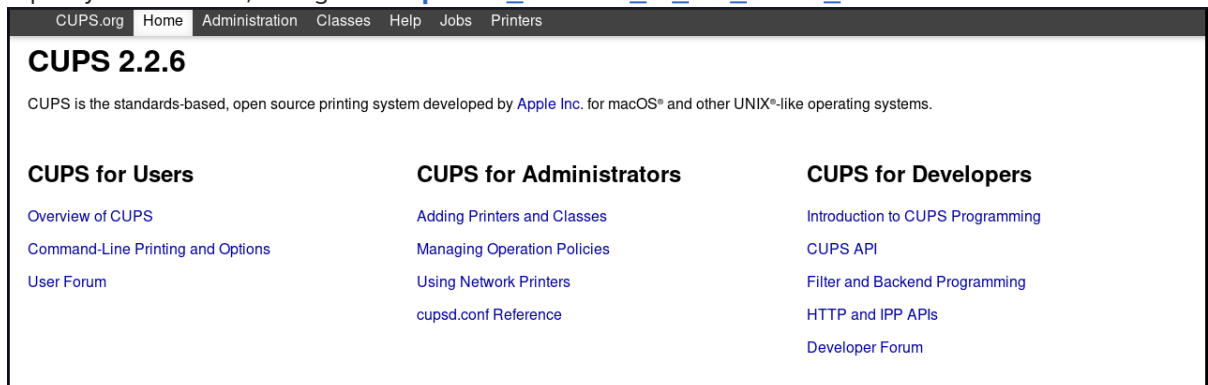 CUPS.org Home Administration Classes Help Jobs Printers
CUPS 2.2.6
CUPS is the standards-based, open source printing system developed by Apple Inc. for macOS® and other UNIX®-like operating systems.
CUPS for Users
Overview of CUPS
Command-Line Printing and Options
User Forum
CUPS for Administrators
Adding Printers and Classes
Managing Operation Policies
Using Network Printers
cupsd.conf Reference
CUPS for Developers
Introduction to CUPS Programming
CUPS API
Filter and Backend Programming
HTTP and IPP APIs
Developer Forum